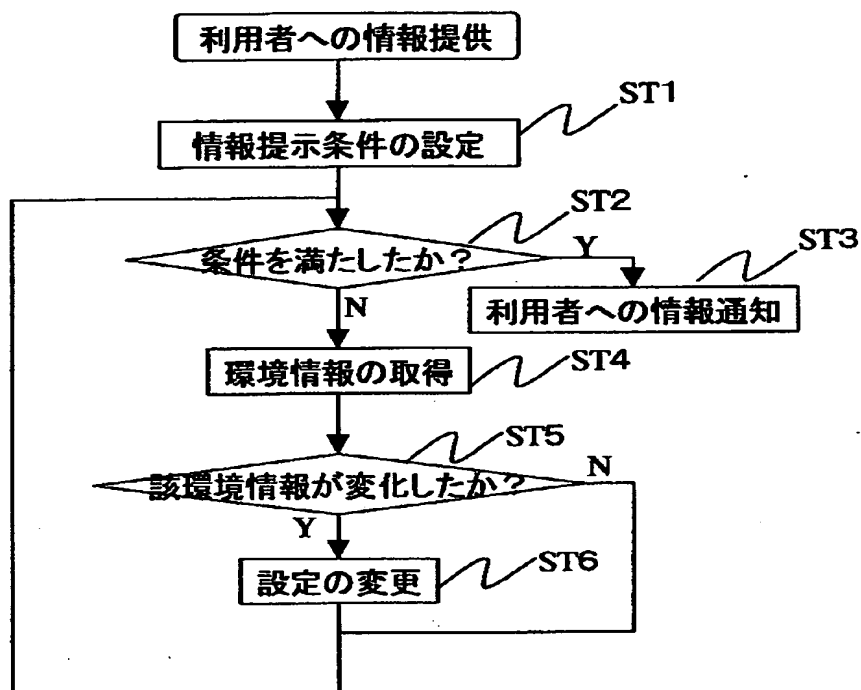 利用者への情報提供
ST1
情報提示条件の設定
ST2
条件を満たしたか?
Y
ST3
利用者への情報通知
N
環境情報の取得
ST4
ST5
該環境情報が変化したか?
N
Y
設定の変更
ST6